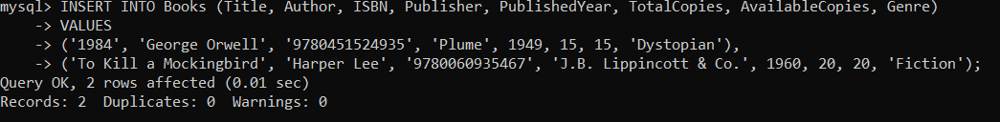 mysql> INSERT INTO Books (Title, Author, ISBN, Publisher, PublishedYear, TotalCopies, AvailableCopies, Genre)
    -> VALUES
    -> ('1984', 'George Orwell', '9780451524935', 'Plume', 1949, 15, 15, 'Dystopian'),
    -> ('To Kill a Mockingbird', 'Harper Lee', '9780060935467', 'J.B. Lippincott & Co.', 1960, 20, 20, 'Fiction');
Query OK, 2 rows affected (0.01 sec)
Records: 2  Duplicates: 0  Warnings: 0